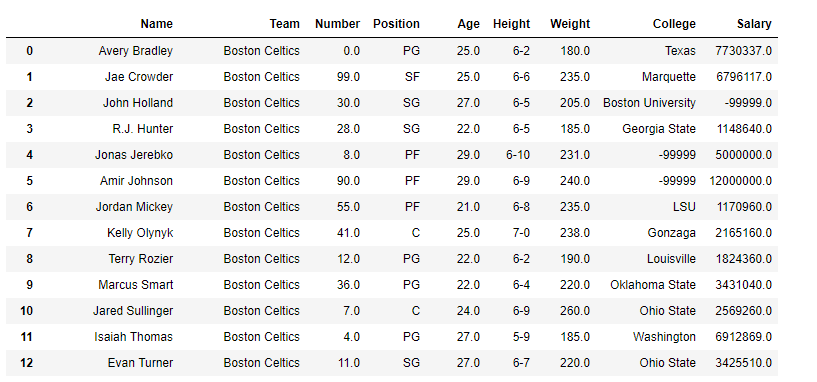 Name Team Number Position Age Height Weight College Salary
0 Avery Bradley Boston Celtics 0.0 PG 25.0 6-2 180.0 Texas 7730337.0
1 Jae Crowder Boston Celtics 99.0 SF 25.0 6-6 235.0 Marquette 6796117.0
2 John Holland Boston Celtics 30.0 SG 27.0 6-5 205.0 Boston University -99999.0
3 R.J. Hunter Boston Celtics 28.0 SG 22.0 6-5 185.0 Georgia State 1148640.0
4 Jonas Jerebko Boston Celtics 8.0 PF 29.0 6-10 231.0 -99999 5000000.0
5 Amir Johnson Boston Celtics 90.0 PF 29.0 6-9 240.0 -99999 12000000.0
6 Jordan Mickey Boston Celtics 55.0 PF 21.0 6-8 235.0 LSU 1170960.0
7 Kelly Olynyk Boston Celtics 41.0 C 25.0 7-0 238.0 Gonzaga 2165160.0
8 Terry Rozier Boston Celtics 12.0 PG 22.0 6-2 190.0 Louisville 1824360.0
9 Marcus Smart Boston Celtics 36.0 PG 22.0 6-4 220.0 Oklahoma State 3431040.0
10 Jared Sullinger Boston Celtics 7.0 C 24.0 6-9 260.0 Ohio State 2569260.0
11 Isaiah Thomas Boston Celtics 4.0 PG 27.0 5-9 185.0 Washington 6912869.0
12 Evan Turner Boston Celtics 11.0 SG 27.0 6-7 220.0 Ohio State 3425510.0